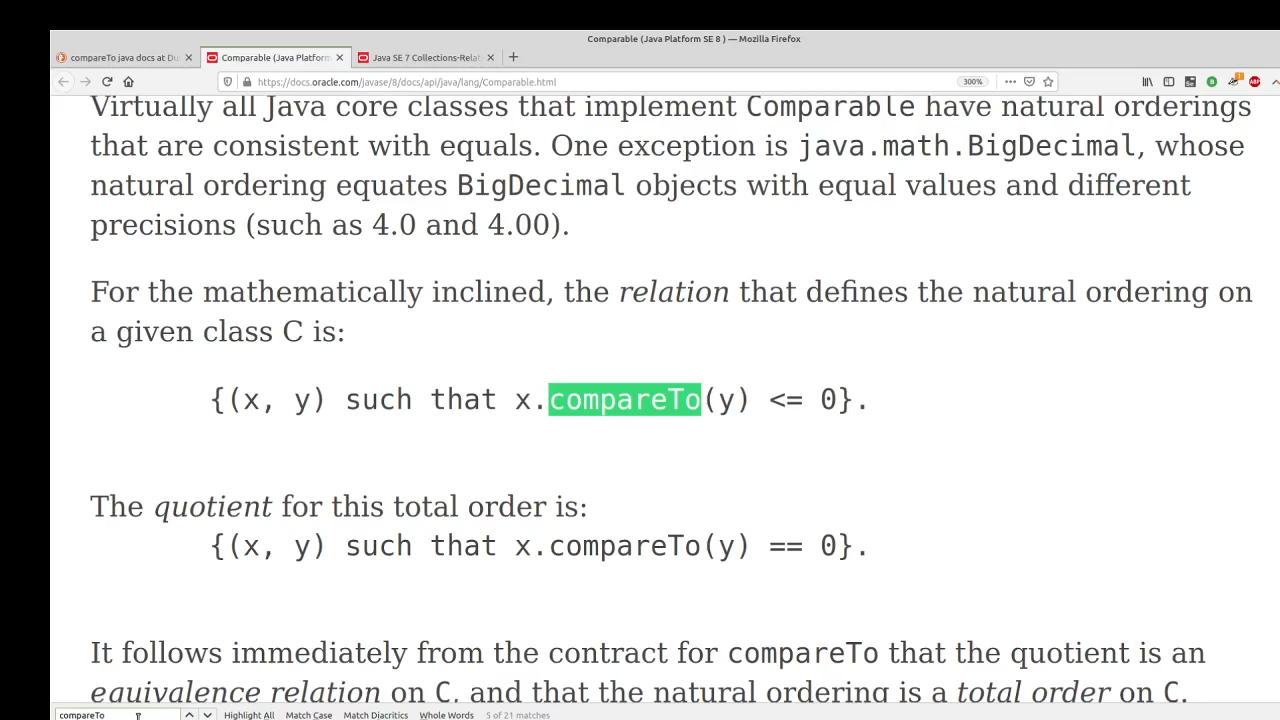 Comparable (Java Platform SE 8 ) — Mozilla Firefox
compareTo java docs at Du
Comparable (Java Platform
Java SE 7 Collections-Relat
https://docs.oracle.com/javase/8/docs/api/java/lang/Comparable.html
300%
Virtually all Java core classes that implement Comparable have natural orderings
that are consistent with equals. One exception is java.math.BigDecimal, whose
natural ordering equates BigDecimal objects with equal values and different
precisions (such as 4.0 and 4.00).
For the mathematically inclined, the relation that defines the natural ordering on
a given class C is:
{(x, y) such that x.compareTo(y) <= 0}.
The quotient for this total order is:
{(x, y) such that x.compareTo(y) == 0}.
It follows immediately from the contract for compareTo that the quotient is an
equivalence relation on C, and that the natural ordering is a total order on C.
compareTo
Highlight All
Match Case
Match Diacritics
Whole Words
5 of 21 matches